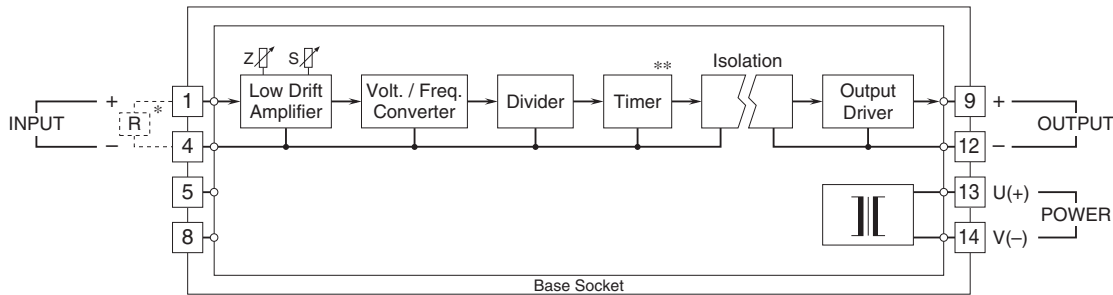 Z S
Low Drift
Amplifier
Volt. / Freq.
Converter
Divider
**
Timer
Isolation
Output
Driver
INPUT
+
–
*
R
1
4
5
8
9
+
12
–
OUTPUT
13
U(+)
14
V(–)
POWER
Base Socket